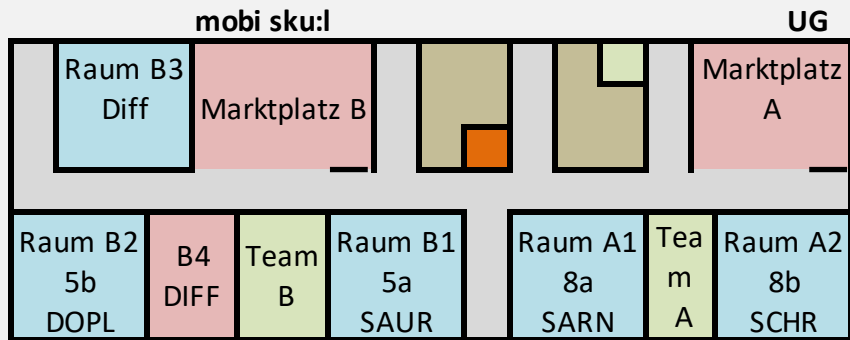 mobi sku:l
UG
Raum B3
Diff
Marktplatz B
Marktplatz
A
Raum B2
5b
DOPL
B4
DIFF
Team
B
Raum B1
5a
SAUR
Raum A1
8a
SARN
Tea
m
A
Raum A2
8b
SCHR